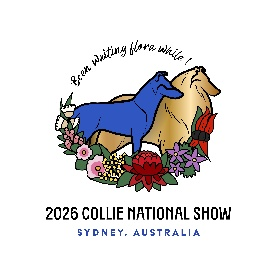 Been waiting flora while !
2026 COLLIE NATIONAL SHOW
SYDNEY, AUSTRALIA